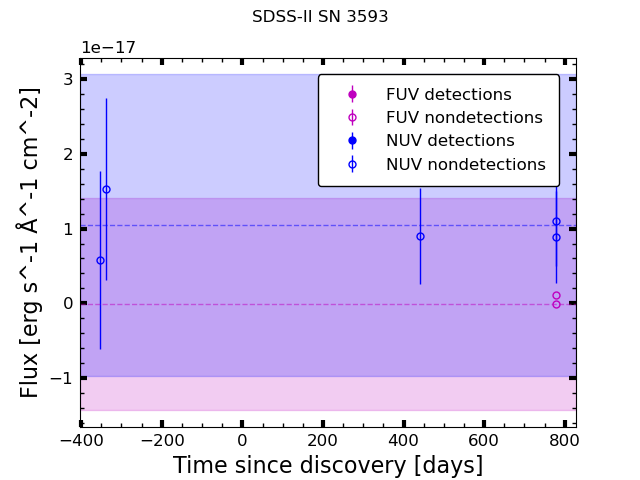 SDSS-II SN 3593
1e−17
FUV detections
FUV nondetections
NUV detections
NUV nondetections
3
2
1
0
−1
−400
−200
0
200
400
600
800
Flux [erg s^-1 Å^-1 cm^-2]
Time since discovery [days]